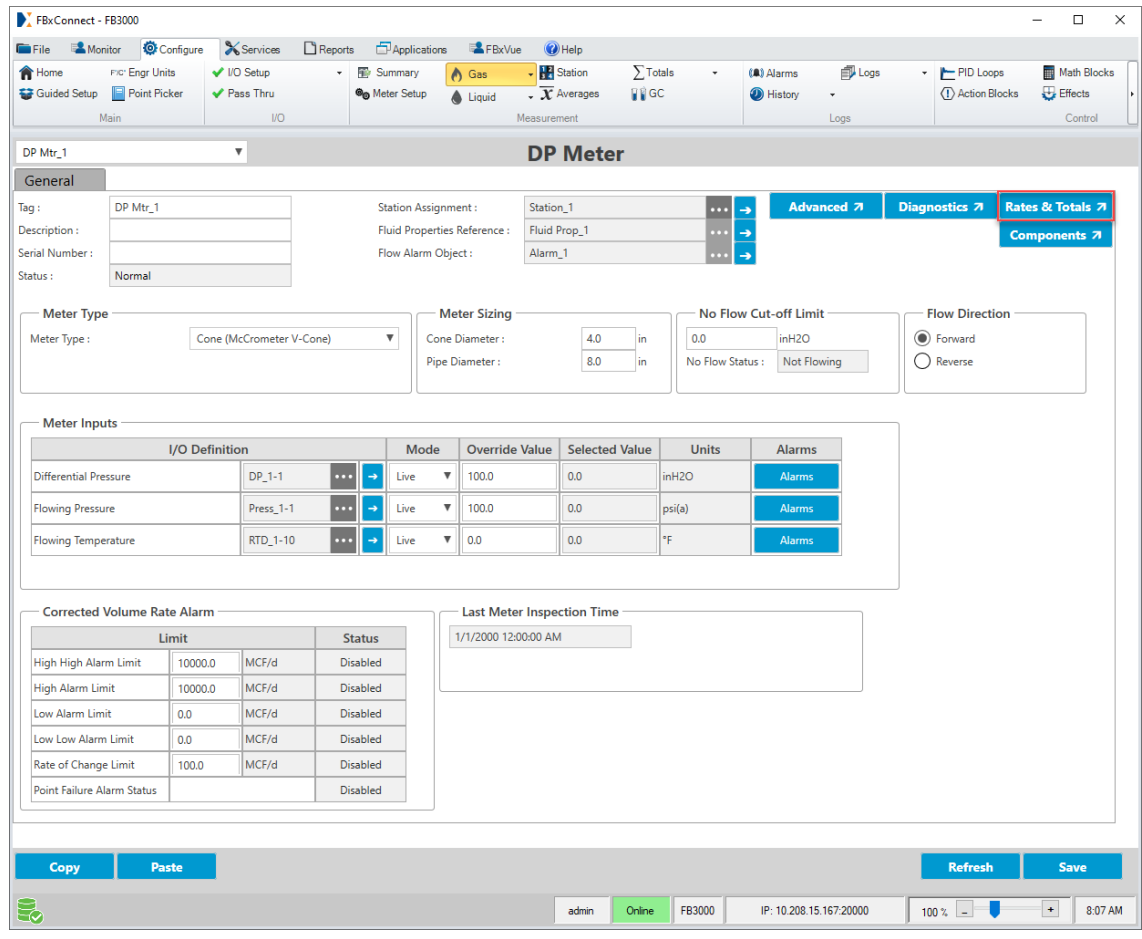 FBxConnect - FB3000
File Monitor Configure Services Reports Applications FBxVue Help
Home Engr Units I/O Setup Summary Gas Station Totals Alarms Logs PID Loops Math Blocks
Guided Setup Point Picker Pass Thru Meter Setup Liquid Averages GC History Action Blocks Effects
Main I/O Measurement Logs Control
DP Mtr_1 DP Meter
General
Tag : DP Mtr_1 Station Assignment : Station_1 ... Advanced Diagnostics Rates & Totals
Description : Fluid Properties Reference : Fluid Prop_1 ... Components
Serial Number : Flow Alarm Object : Alarm_1 ...
Status : Normal
Meter Type Meter Sizing No Flow Cut-off Limit Flow Direction
Meter Type : Cone (McCrometer V-Cone) Cone Diameter : 4.0 in 0.0 inH2O Forward
Pipe Diameter : 8.0 in No Flow Status : Not Flowing Reverse
Meter Inputs
I/O Definition Mode Override Value Selected Value Units Alarms
Differential Pressure DP_1-1 ... Live 100.0 0.0 inH2O Alarms
Flowing Pressure Press_1-1 ... Live 100.0 0.0 psi(a) Alarms
Flowing Temperature RTD_1-10 ... Live 0.0 0.0 °F Alarms
Corrected Volume Rate Alarm Last Meter Inspection Time
Limit Status 1/1/2000 12:00:00 AM
High High Alarm Limit 10000.0 MCF/d Disabled
High Alarm Limit 10000.0 MCF/d Disabled
Low Alarm Limit 0.0 MCF/d Disabled
Low Low Alarm Limit 0.0 MCF/d Disabled
Rate of Change Limit 100.0 MCF/d Disabled
Point Failure Alarm Status Disabled
Copy Paste Refresh Save
admin Online FB3000 IP: 10.208.15.167:20000 100 % - + 8:07 AM